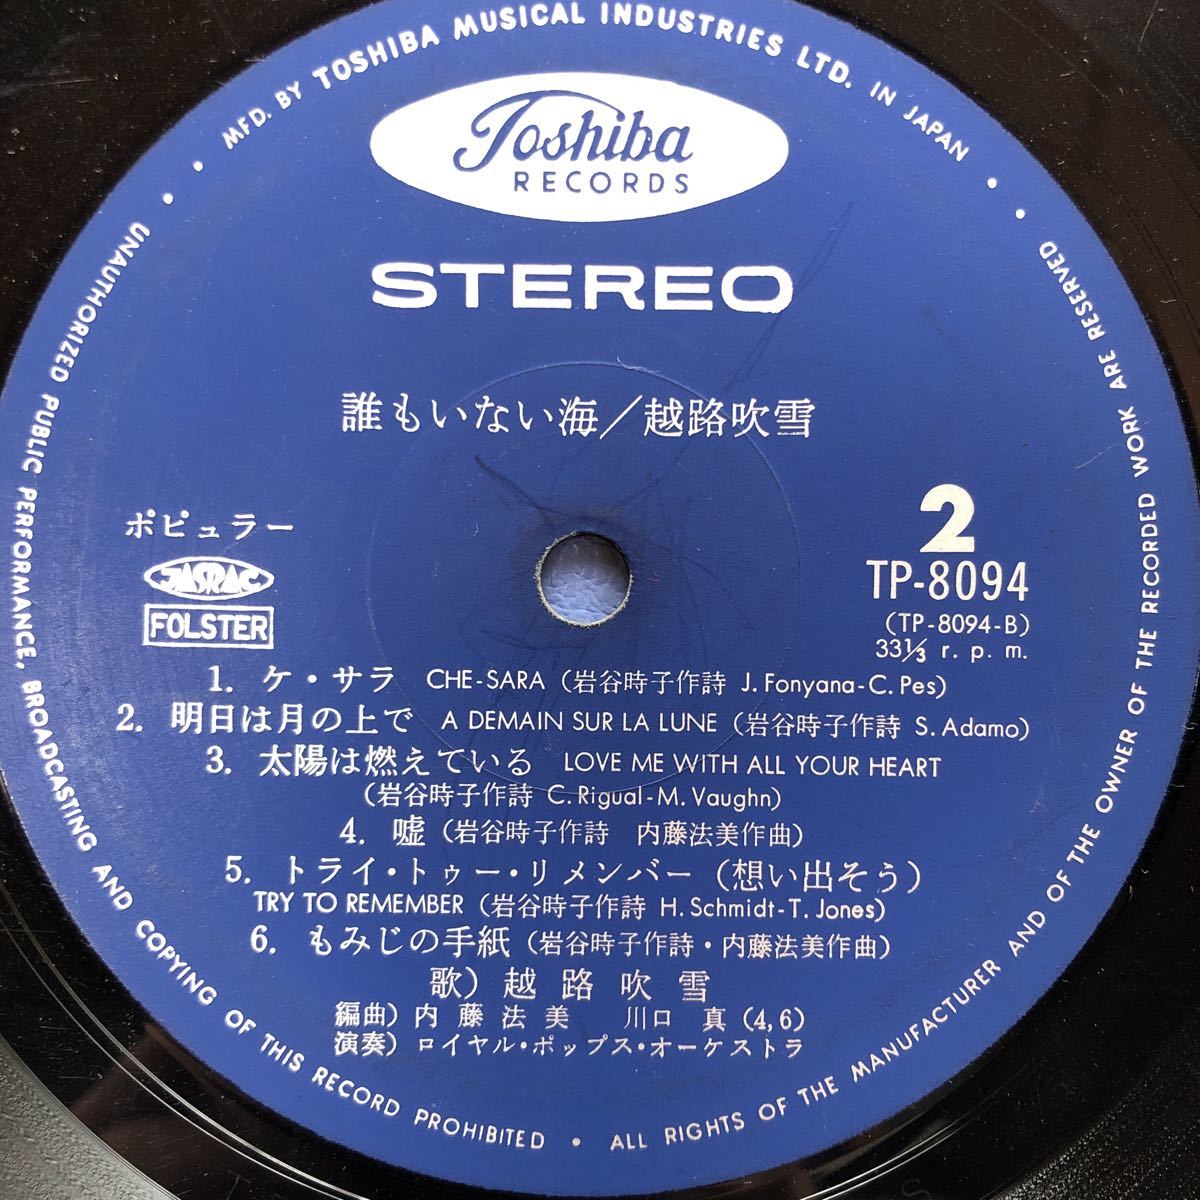 MFD. BY TOSHIBA MUSICAL INDUSTRIES LTD. IN JAPAN
Toshiba
RECORDS
STEREO
誰もいない海／越路吹雪
ポピュラー
JASRAC
FOLSTER
2
TP-8094
(TP-8094-B)
33⅓ r. p. m.
1. ケ・サラ CHE-SARA (岩谷時子作詩 J. Fonyana-C. Pes)
2. 明日は月の上で A DEMAIN SUR LA LUNE (岩谷時子作詩 S. Adamo)
3. 太陽は燃えている LOVE ME WITH ALL YOUR HEART
(岩谷時子作詩 C. Rigual-M. Vaughn)
4. 嘘 (岩谷時子作詩 内藤法美作曲)
5. トライ・トゥー・リメンバー (想い出そう)
TRY TO REMEMBER (岩谷時子作詩 H. Schmidt-T. Jones)
6. もみじの手紙 (岩谷時子作詩・内藤法美作曲)
歌) 越路吹雪
編曲) 内藤法美 川口 真 (4, 6)
演奏) ロイヤル・ポップス・オーケストラ
UNAUTHORIZED PUBLIC PERFORMANCE, BROADCASTING AND COPYING OF THIS RECORD PROHIBITED • ALL RIGHTS OF THE MANUFACTURER AND OF THE OWNER OF THE RECORDED WORK ARE RESERVED